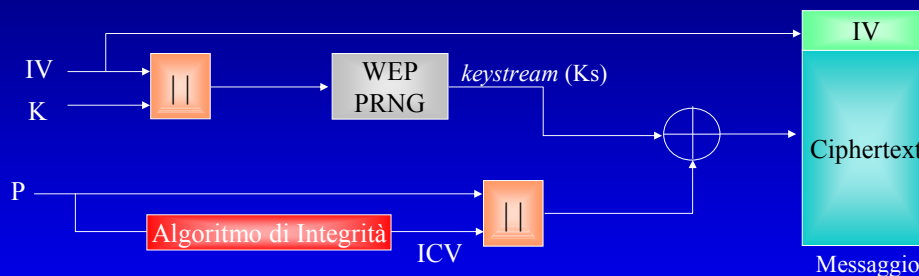 IV
IV
K
||
WEP
PRNG
keystream (Ks)
Ciphertext
P
||
Algoritmo di Integrità
ICV
Messaggio